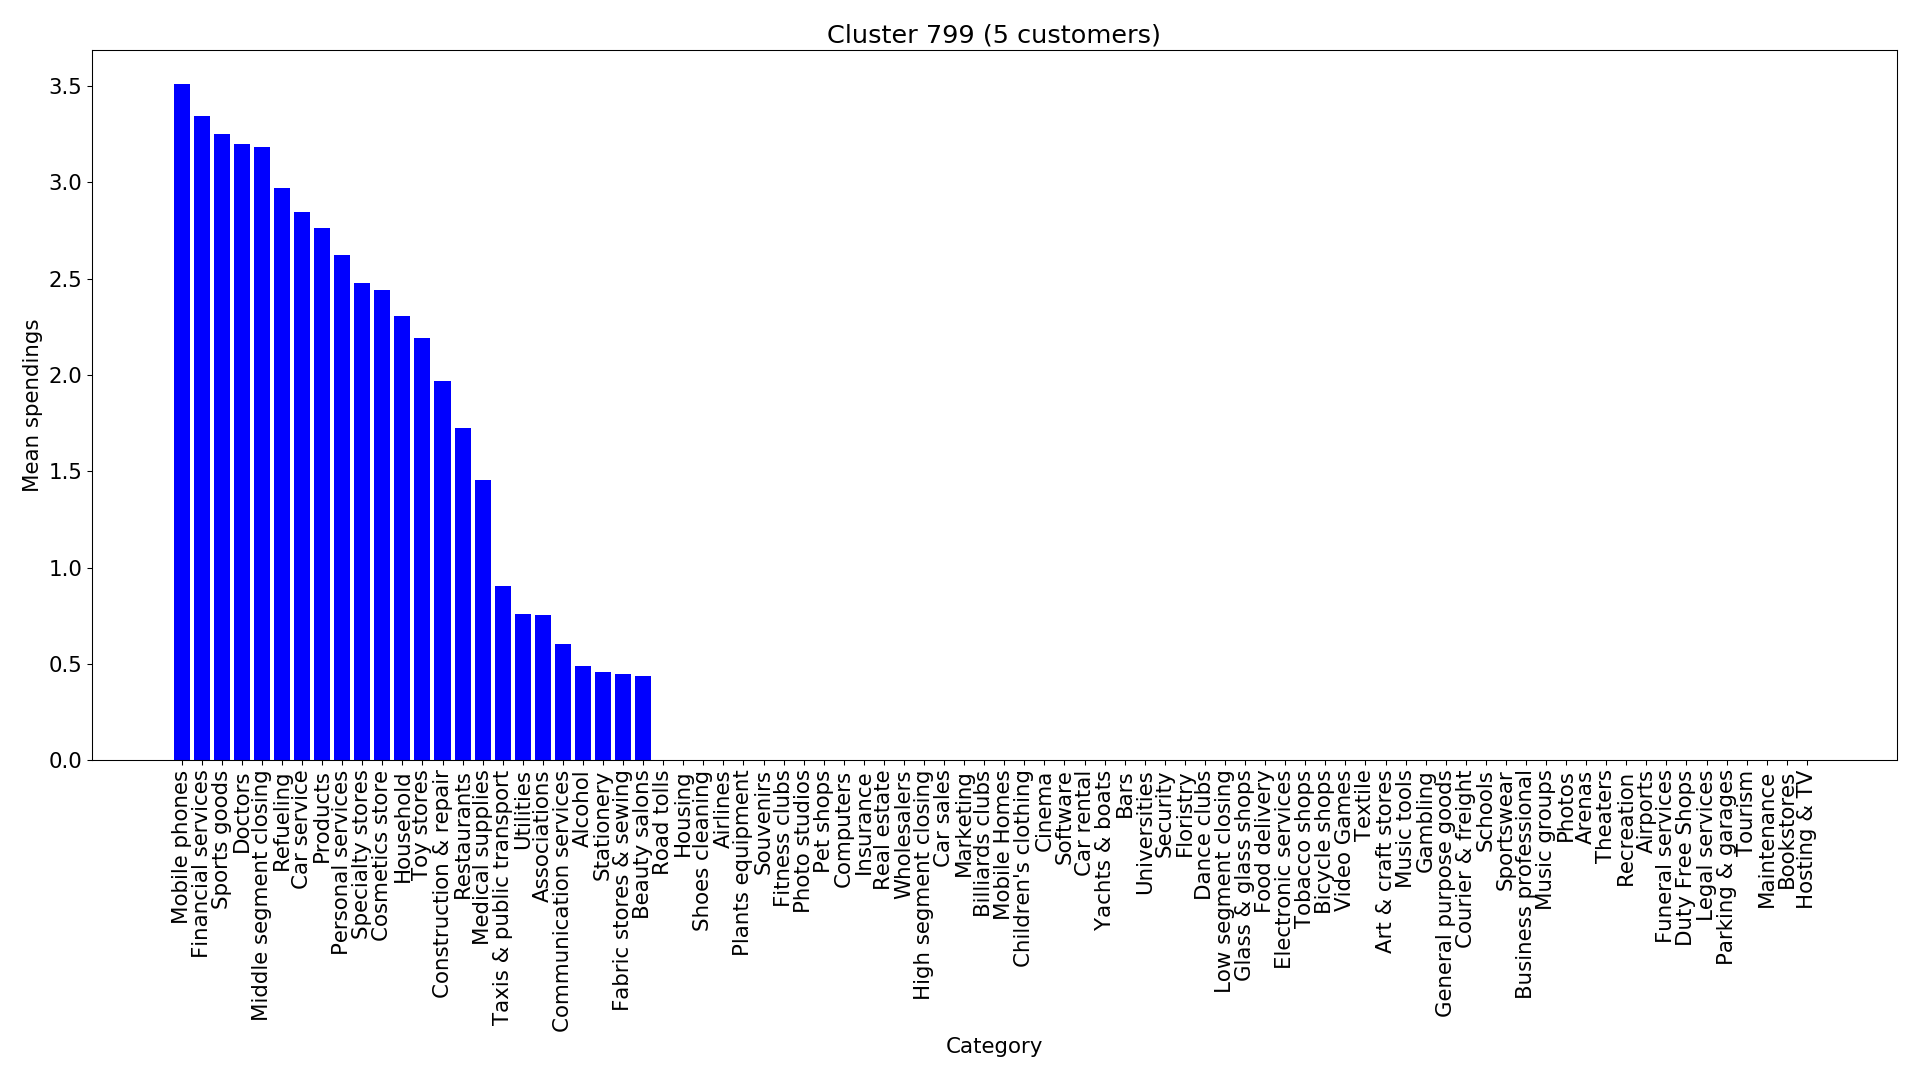 Cluster 799 (5 customers)
Mean spendings
3.5
3.0
2.5
2.0
1.5
1.0
0.5
0.0
Mobile phones
Financial services
Sports goods
Doctors
Middle segment closing
Refueling
Car service
Products
Personal services
Specialty stores
Cosmetics store
Household
Toy stores
Construction & repair
Restaurants
Medical supplies
Taxis & public transport
Utilities
Associations
Communication services
Alcohol
Stationery
Fabric stores & sewing
Beauty salons
Road tolls
Housing
Shoes cleaning
Airlines
Plants equipment
Souvenirs
Fitness clubs
Photo studios
Pet shops
Computers
Insurance
Real estate
Wholesalers
High segment closing
Car sales
Marketing
Billiards clubs
Mobile Homes
Children's clothing
Cinema
Software
Car rental
Yachts & boats
Bars
Universities
Security
Floristry
Dance clubs
Low segment closing
Glass & glass shops
Food delivery
Electronic services
Tobacco shops
Bicycle shops
Video Games
Textile
Art & craft stores
Music tools
Gambling
General purpose goods
Courier & freight
Schools
Sportswear
Business professional
Music groups
Photos
Arenas
Theaters
Recreation
Airports
Funeral services
Duty Free Shops
Legal services
Parking & garages
Tourism
Maintenance
Bookstores
Hosting & TV
Category